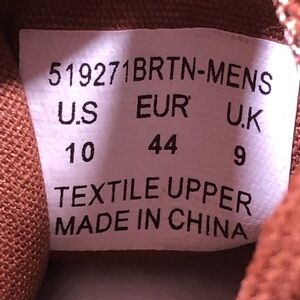 519271BRTN-MENS
U.S EUR U.K
10 44 9
TEXTILE UPPER
MADE IN CHINA